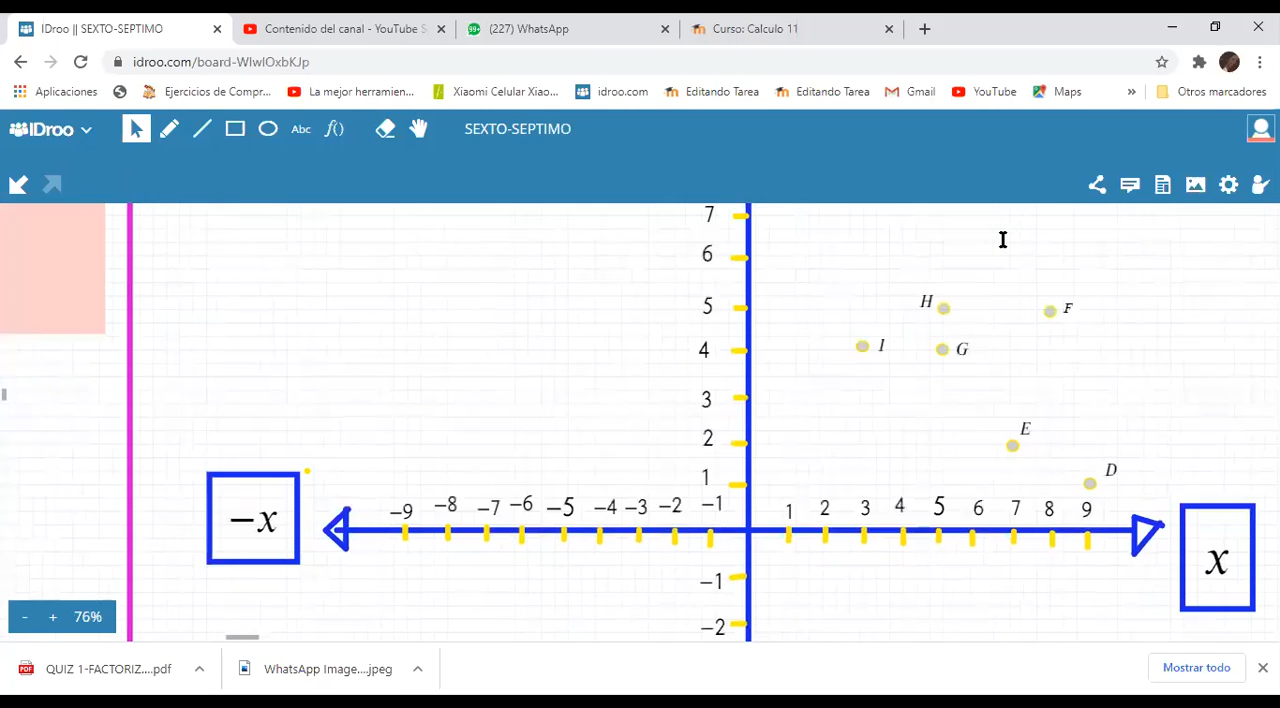 IDroo || SEXTO-SEPTIMO
Contenido del canal - YouTube S
(227) WhatsApp
Curso: Calculo 11
idroo.com/board-WIwIOxbKJp
Aplicaciones
Ejercicios de Compr...
La mejor herramien...
Xiaomi Celular Xiao...
idroo.com
Editando Tarea
Editando Tarea
Gmail
YouTube
Maps
»
Otros marcadores
IDroo
Abc
f()
SEXTO-SEPTIMO
7
6
H
F
5
4
I
G
3
E
2
D
1
-9 -8 -7 -6 -5 -4 -3 -2 -1 1 2 3 4 5 6 7 8 9
-x
x
-1
-2
- + 76%
QUIZ 1-FACTORIZ....pdf
WhatsApp Image....jpeg
Mostrar todo